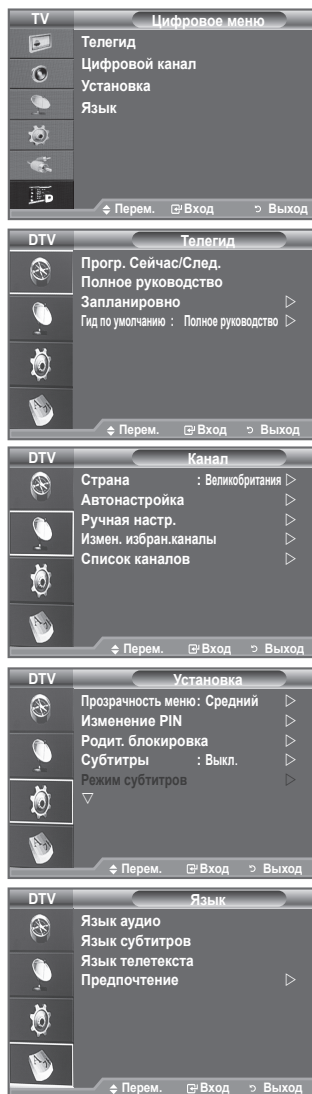 TV Цифровое меню
Телегид
Цифровой канал
Установка
Язык
Перем. Вход Выход
DTV Телегид
Прогр. Сейчас/След.
Полное руководство
Запланировно
Гид по умолчанию : Полное руководство
Перем. Вход Выход
DTV Канал
Страна : Великобритания
Автонастройка
Ручная настр.
Измен. избран.каналы
Список каналов
Перем. Вход Выход
DTV Установка
Прозрачность меню: Средний
Изменение PIN
Родит. блокировка
Субтитры : Выкл.
Режим субтитров
Перем. Вход Выход
DTV Язык
Язык аудио
Язык субтитров
Язык телетекста
Предпочтение
Перем. Вход Выход